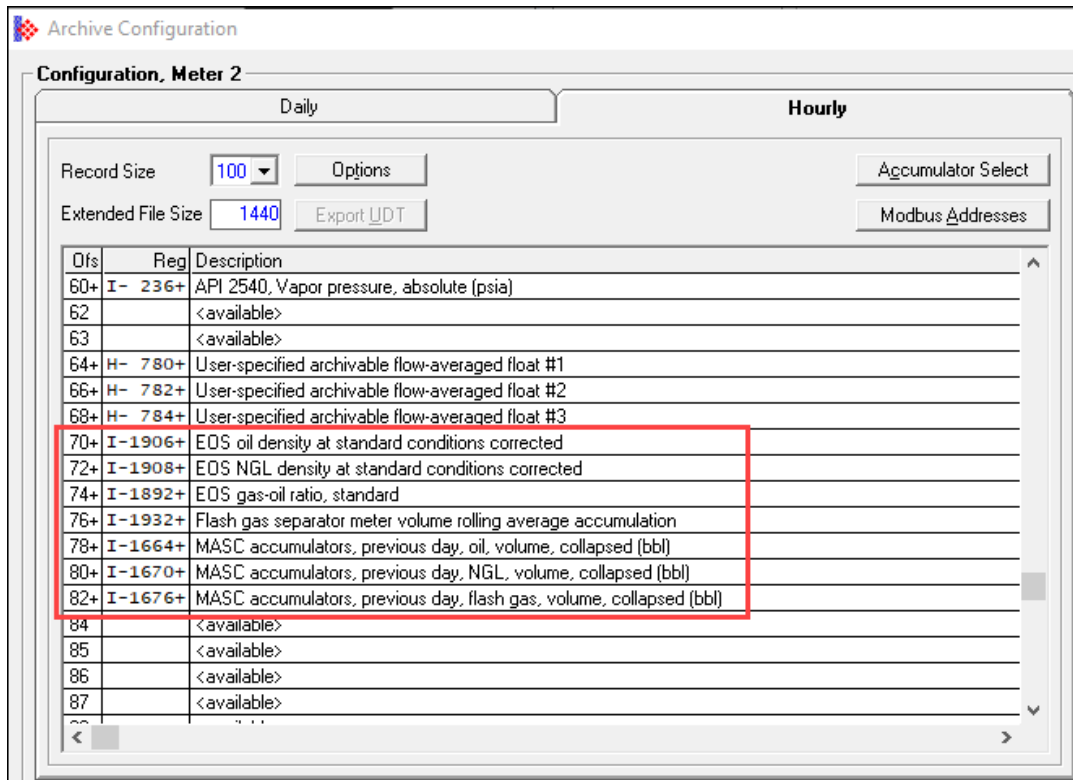 Archive Configuration
Configuration, Meter 2
Daily Hourly
Record Size 100 Options Accumulator Select
Extended File Size 1440 Export UDT Modbus Addresses
Ofs Reg Description
60+ I- 236+ API 2540, Vapor pressure, absolute (psia)
62 <available>
63 <available>
64+ H- 780+ User-specified archivable flow-averaged float #1
66+ H- 782+ User-specified archivable flow-averaged float #2
68+ H- 784+ User-specified archivable flow-averaged float #3
70+ I-1906+ EOS oil density at standard conditions corrected
72+ I-1908+ EOS NGL density at standard conditions corrected
74+ I-1892+ EOS gas-oil ratio, standard
76+ I-1932+ Flash gas separator meter volume rolling average accumulation
78+ I-1664+ MASC accumulators, previous day, oil, volume, collapsed (bbl)
80+ I-1670+ MASC accumulators, previous day, NGL, volume, collapsed (bbl)
82+ I-1676+ MASC accumulators, previous day, flash gas, volume, collapsed (bbl)
84 <available>
85 <available>
86 <available>
87 <available>